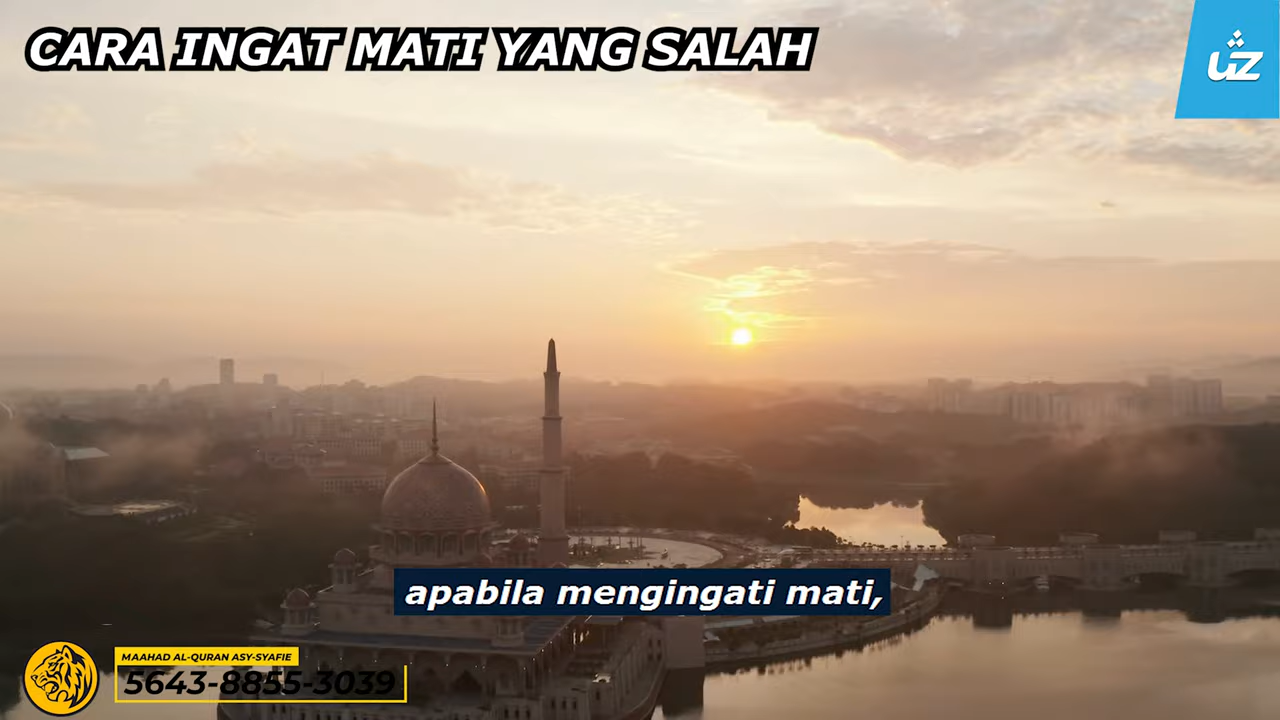 CARA INGAT MATI YANG SALAH
uz
apabila mengingati mati,
MAAHAD AL-QURAN ASY-SYAFIE
5643-8855-3039